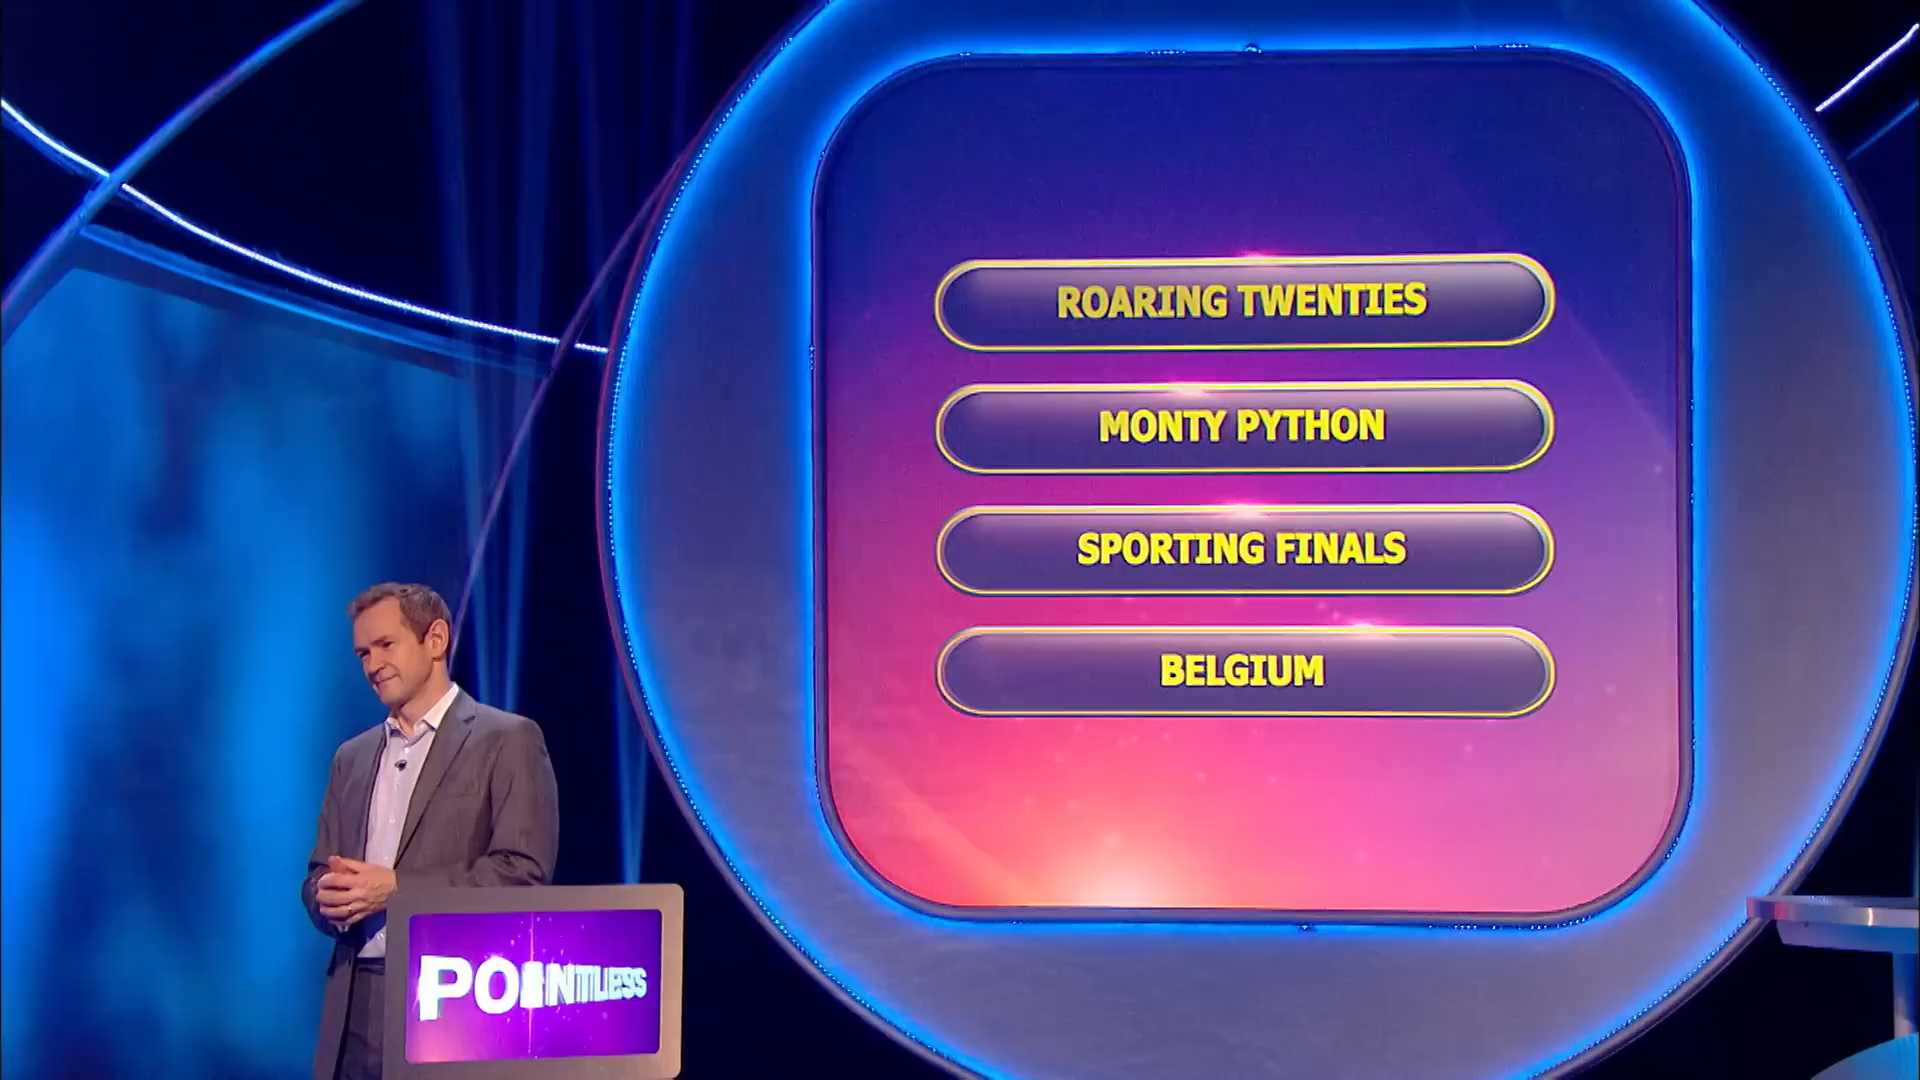 ROARING TWENTIES
MONTY PYTHON
SPORTING FINALS
BELGIUM
POINTLESS